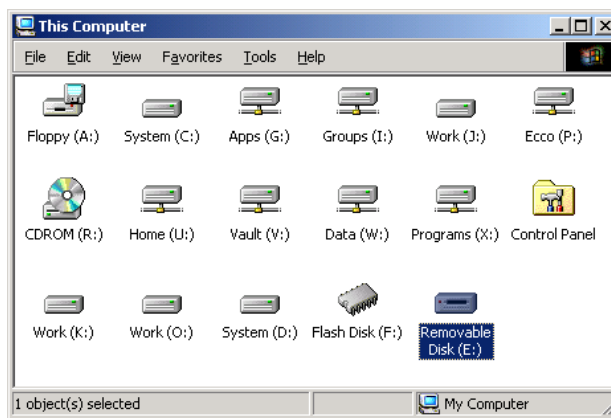 This Computer
File Edit View Favorites Tools Help
Floppy (A:) System (C:) Apps (G:) Groups (I:) Work (J:) Ecco (P:)
CDROM (R:) Home (U:) Vault (V:) Data (W:) Programs (X:) Control Panel
Work (K:) Work (O:) System (D:) Flash Disk (F:) Removable
Disk (E:)
1 object(s) selected My Computer